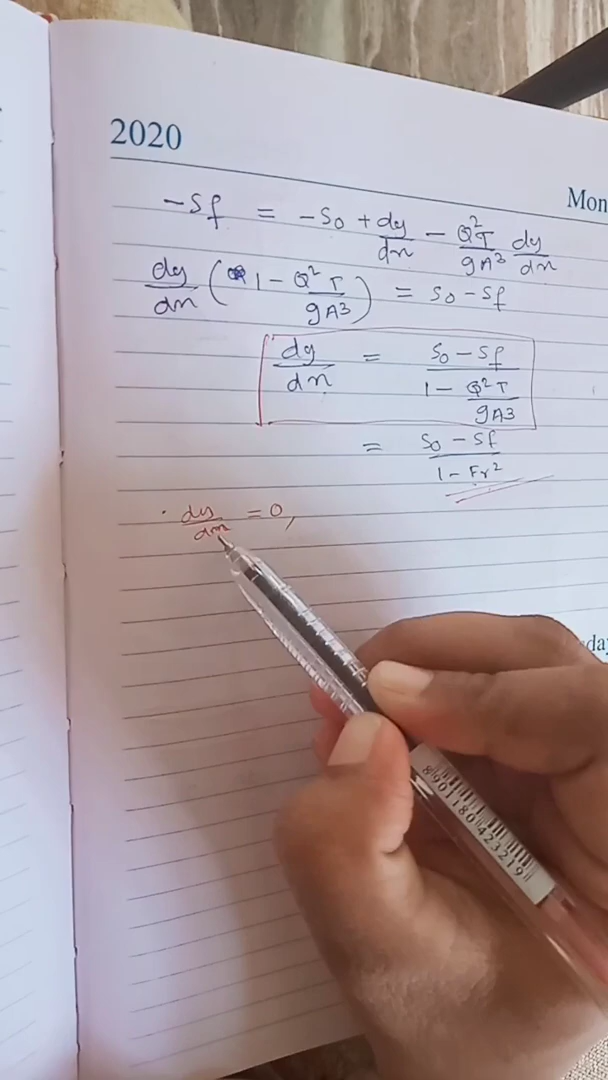 2020
Mon
-Sf = -So + dy/dx - Q²T/gA³ dy/dx
dy/dx (1 - Q²T/gA3) = So - Sf
dy/dx = So - Sf / 1 - Q²T/gA3
= So - Sf / 1 - Fr²
· dy/dx = 0,
day
8901180423219